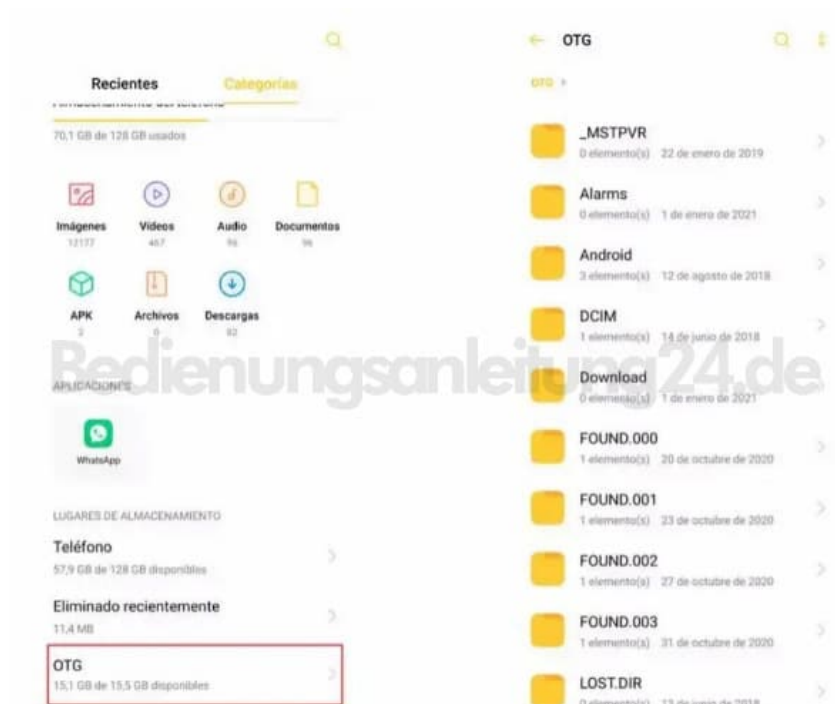 Recientes
Categorías
70,1 GB de 128 GB usados
Imágenes
12177
Vídeos
467
Audio
96
Documentos
96
APK
3
Archivos
0
Descargas
82
APLICACIONES
WhatsApp
LUGARES DE ALMACENAMIENTO
Teléfono
57,9 GB de 128 GB disponibles
Eliminado recientemente
11,4 MB
OTG
15,1 GB de 15,5 GB disponibles
OTG
OTG
_MSTPVR
0 elemento(s) 22 de enero de 2019
Alarms
0 elemento(s) 1 de enero de 2021
Android
3 elemento(s) 12 de agosto de 2018
DCIM
1 elemento(s) 14 de junio de 2018
Download
0 elemento(s) 1 de enero de 2021
FOUND.000
1 elemento(s) 20 de octubre de 2020
FOUND.001
1 elemento(s) 23 de octubre de 2020
FOUND.002
1 elemento(s) 27 de octubre de 2020
FOUND.003
1 elemento(s) 31 de octubre de 2020
LOST.DIR
Bedienungsanleitung24.de